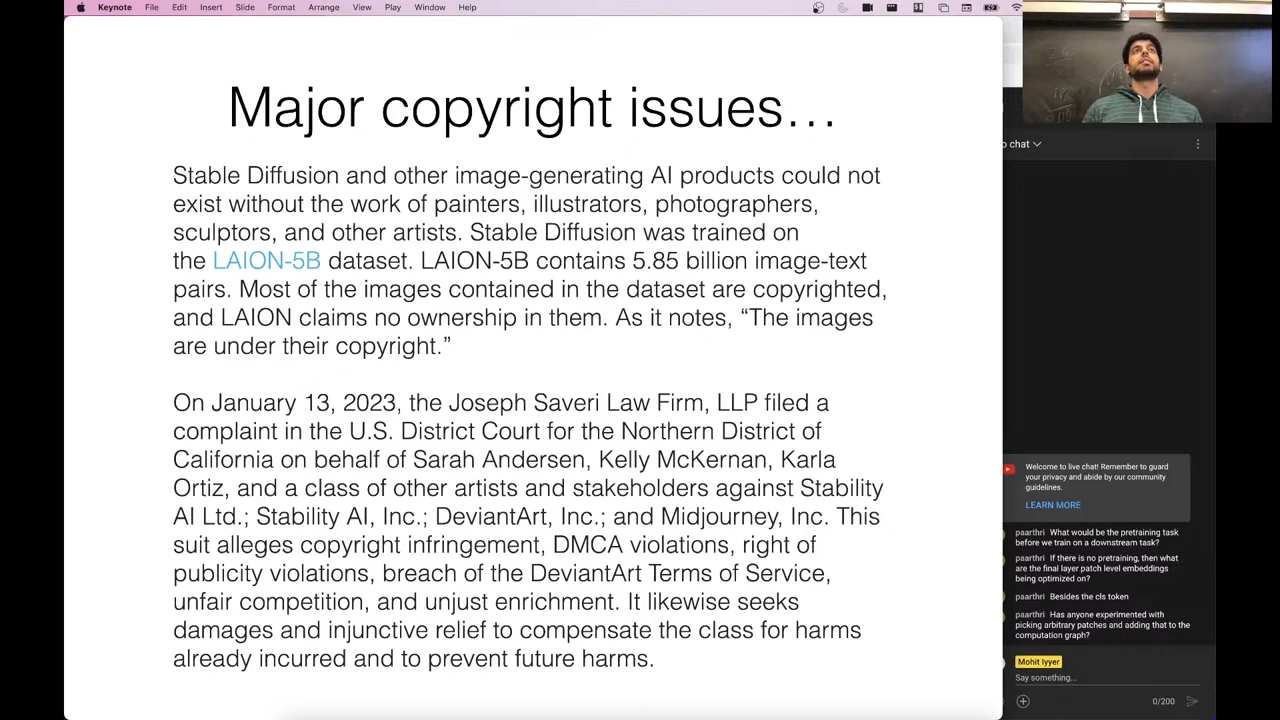 Keynote File Edit Insert Slide Format Arrange View Play Window Help
Major copyright issues…
Stable Diffusion and other image-generating AI products could not
exist without the work of painters, illustrators, photographers,
sculptors, and other artists. Stable Diffusion was trained on
the LAION-5B dataset. LAION-5B contains 5.85 billion image-text
pairs. Most of the images contained in the dataset are copyrighted,
and LAION claims no ownership in them. As it notes, “The images
are under their copyright.”
On January 13, 2023, the Joseph Saveri Law Firm, LLP filed a
complaint in the U.S. District Court for the Northern District of
California on behalf of Sarah Andersen, Kelly McKernan, Karla
Ortiz, and a class of other artists and stakeholders against Stability
AI Ltd.; Stability AI, Inc.; DeviantArt, Inc.; and Midjourney, Inc. This
suit alleges copyright infringement, DMCA violations, right of
publicity violations, breach of the DeviantArt Terms of Service,
unfair competition, and unjust enrichment. It likewise seeks
damages and injunctive relief to compensate the class for harms
already incurred and to prevent future harms.
chat
Welcome to live chat! Remember to guard
your privacy and abide by our community
guidelines.
LEARN MORE
paarthri What would be the pretraining task
before we train on a downstream task?
paarthri If there is no pretraining, then what
are the final layer patch level embeddings
being optimized on?
paarthri Besides the cls token
paarthri Has anyone experimented with
picking arbitrary patches and adding that to the
computation graph?
Mohit Iyyer
Say something...
0/200